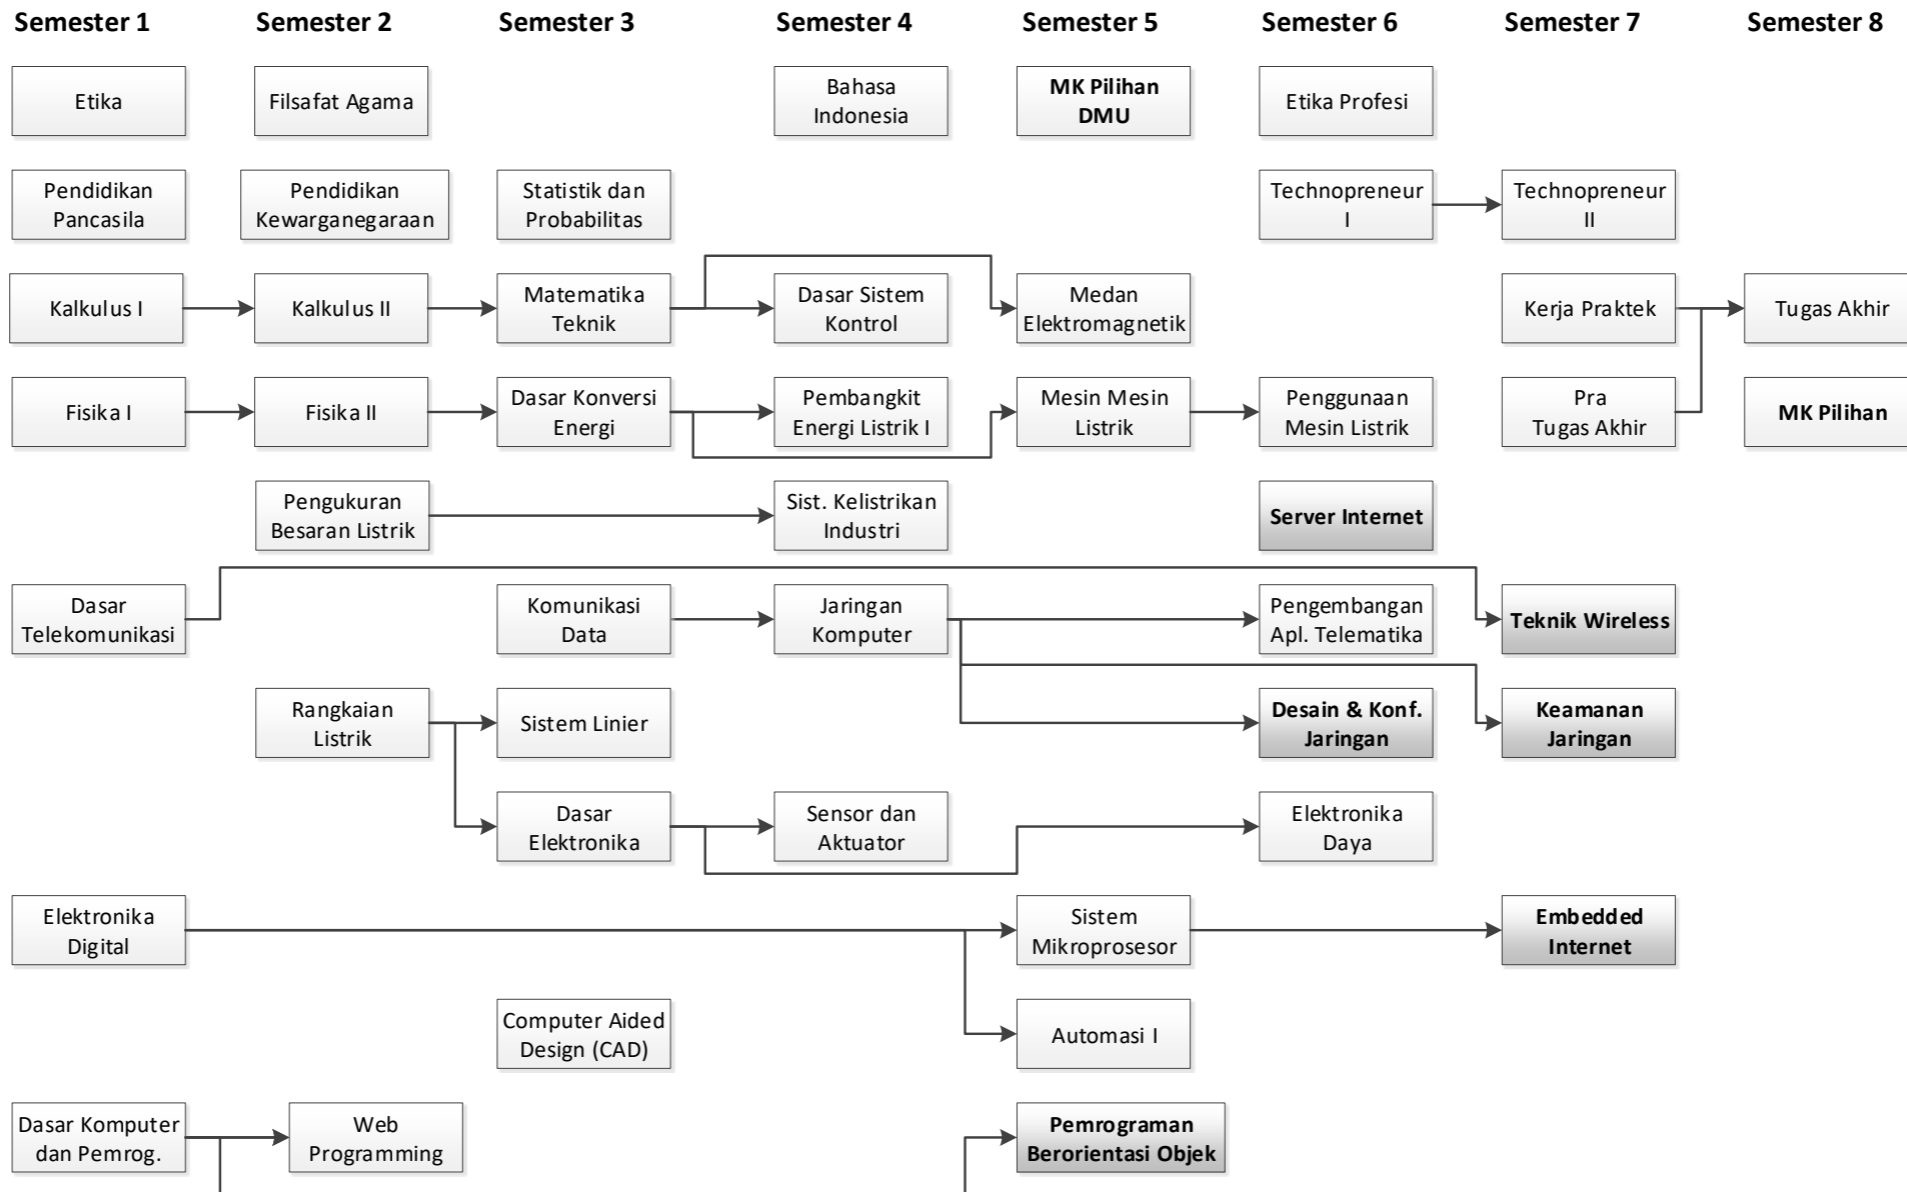 Semester 1
Semester 2
Semester 3
Semester 4
Semester 5
Semester 6
Semester 7
Semester 8
Etika
Filsafat Agama
Bahasa
Indonesia
MK Pilihan
DMU
Etika Profesi
Pendidikan
Pancasila
Pendidikan
Kewarganegaraan
Statistik dan
Probabilitas
Technopreneur
I
Technopreneur
II
Kalkulus I
Kalkulus II
Matematika
Teknik
Dasar Sistem
Kontrol
Medan
Elektromagnetik
Kerja Praktek
Tugas Akhir
Fisika I
Fisika II
Dasar Konversi
Energi
Pembangkit
Energi Listrik I
Mesin Mesin
Listrik
Penggunaan
Mesin Listrik
Pra
Tugas Akhir
MK Pilihan
Pengukuran
Besaran Listrik
Sist. Kelistrikan
Industri
Server Internet
Dasar
Telekomunikasi
Komunikasi
Data
Jaringan
Komputer
Pengembangan
Apl. Telematika
Teknik Wireless
Rangkaian
Listrik
Sistem Linier
Desain & Konf.
Jaringan
Keamanan
Jaringan
Dasar
Elektronika
Sensor dan
Aktuator
Elektronika
Daya
Elektronika
Digital
Sistem
Mikroprosesor
Embedded
Internet
Computer Aided
Design (CAD)
Automasi I
Dasar Komputer
dan Pemrog.
Web
Programming
Pemrograman
Berorientasi Objek